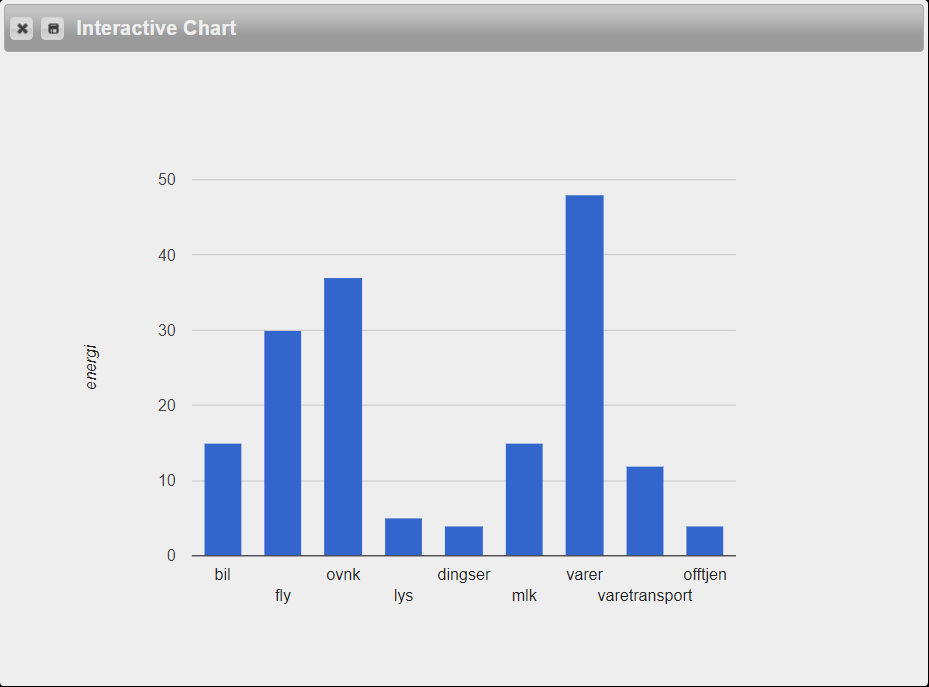 Interactive Chart
50
40
30
20
10
0
energi
bil
fly
ovnk
lys
dingser
mlk
varer
varetransport
offtjen